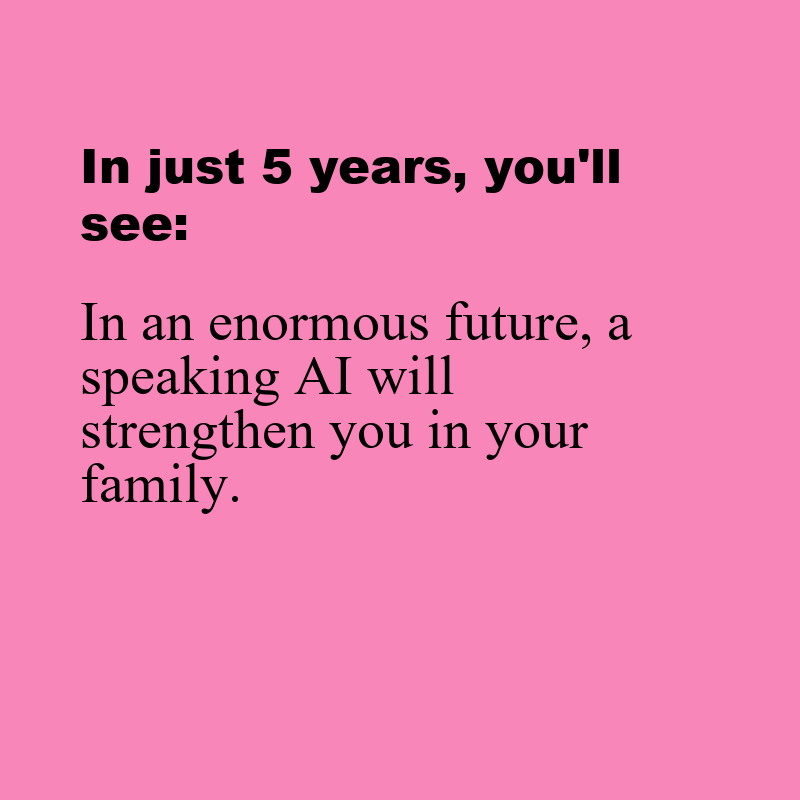 In just 5 years, you'll
see:
In an enormous future, a
speaking AI will
strengthen you in your
family.